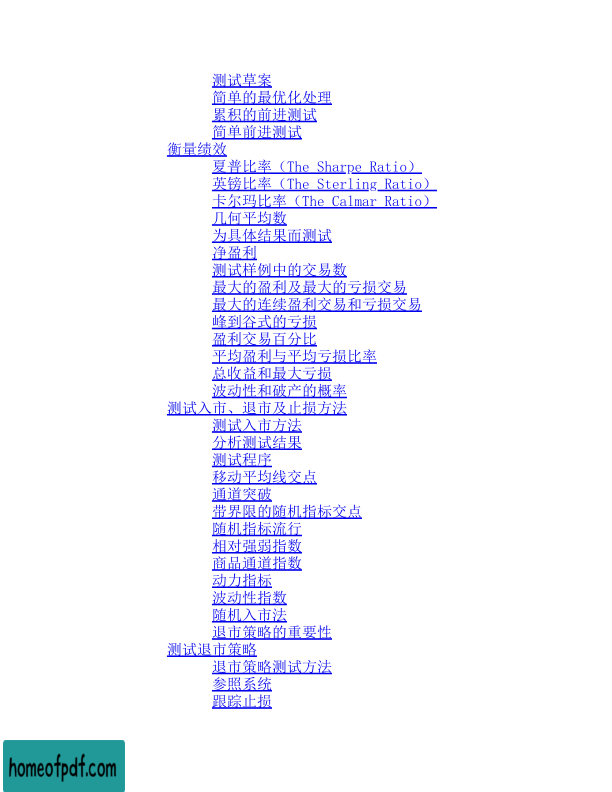 测试草案
简单的最优化处理
累积的前进测试
简单前进测试
衡量绩效
夏普比率（The Sharpe Ratio）
英镑比率（The Sterling Ratio）
卡尔玛比率（The Calmar Ratio）
几何平均数
为具体结果而测试
净盈利
测试样例中的交易数
最大的盈利及最大的亏损交易
最大的连续盈利交易和亏损交易
峰到谷式的亏损
盈利交易百分比
平均盈利与平均亏损比率
总收益和最大亏损
波动性和破产的概率
测试入市、退市及止损方法
测试入市方法
分析测试结果
测试程序
移动平均线交点
通道突破
带界限的随机指标交点
随机指标流行
相对强弱指数
商品通道指数
动力指标
波动性指数
随机入市法
退市策略的重要性
测试退市策略
退市策略测试方法
参照系统
跟踪止损
homeofpdf.com